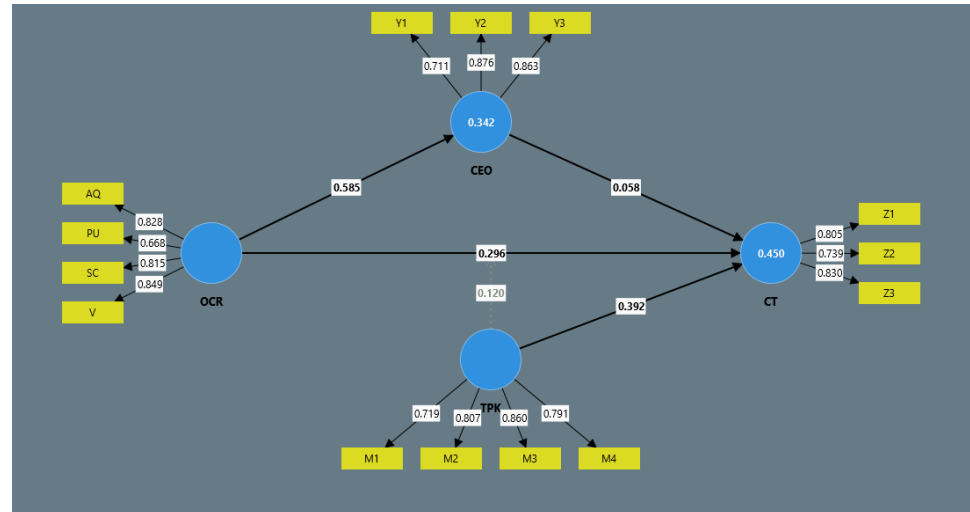 Y1 Y2 Y3
0.711 0.876 0.863
0.342
CEO
0.585 0.058
AQ
PU
SC
V
0.828
0.668
0.815
0.849
OCR
0.296
0.120
0.392
0.450
CT
0.805
0.739
0.830
Z1
Z2
Z3
TPK
0.719 0.807 0.860 0.791
M1 M2 M3 M4